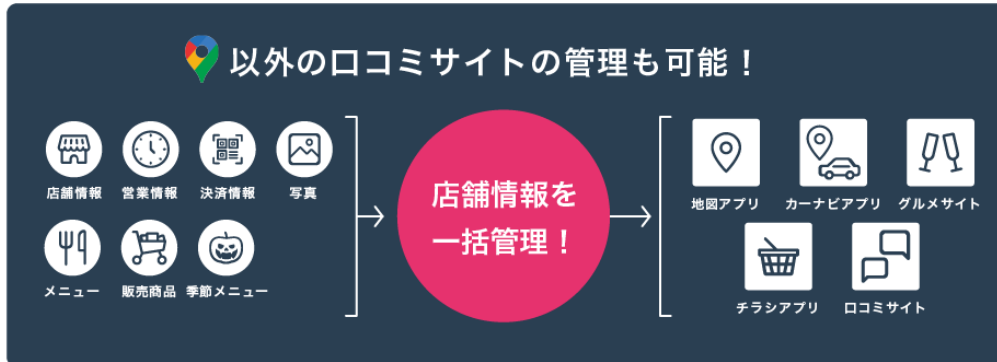 以外の口コミサイトの管理も可能！
店舗情報
営業情報
決済情報
写真
メニュー
販売商品
季節メニュー
店舗情報を
一括管理！
地図アプリ
カーナビアプリ
グルメサイト
チラシアプリ
口コミサイト